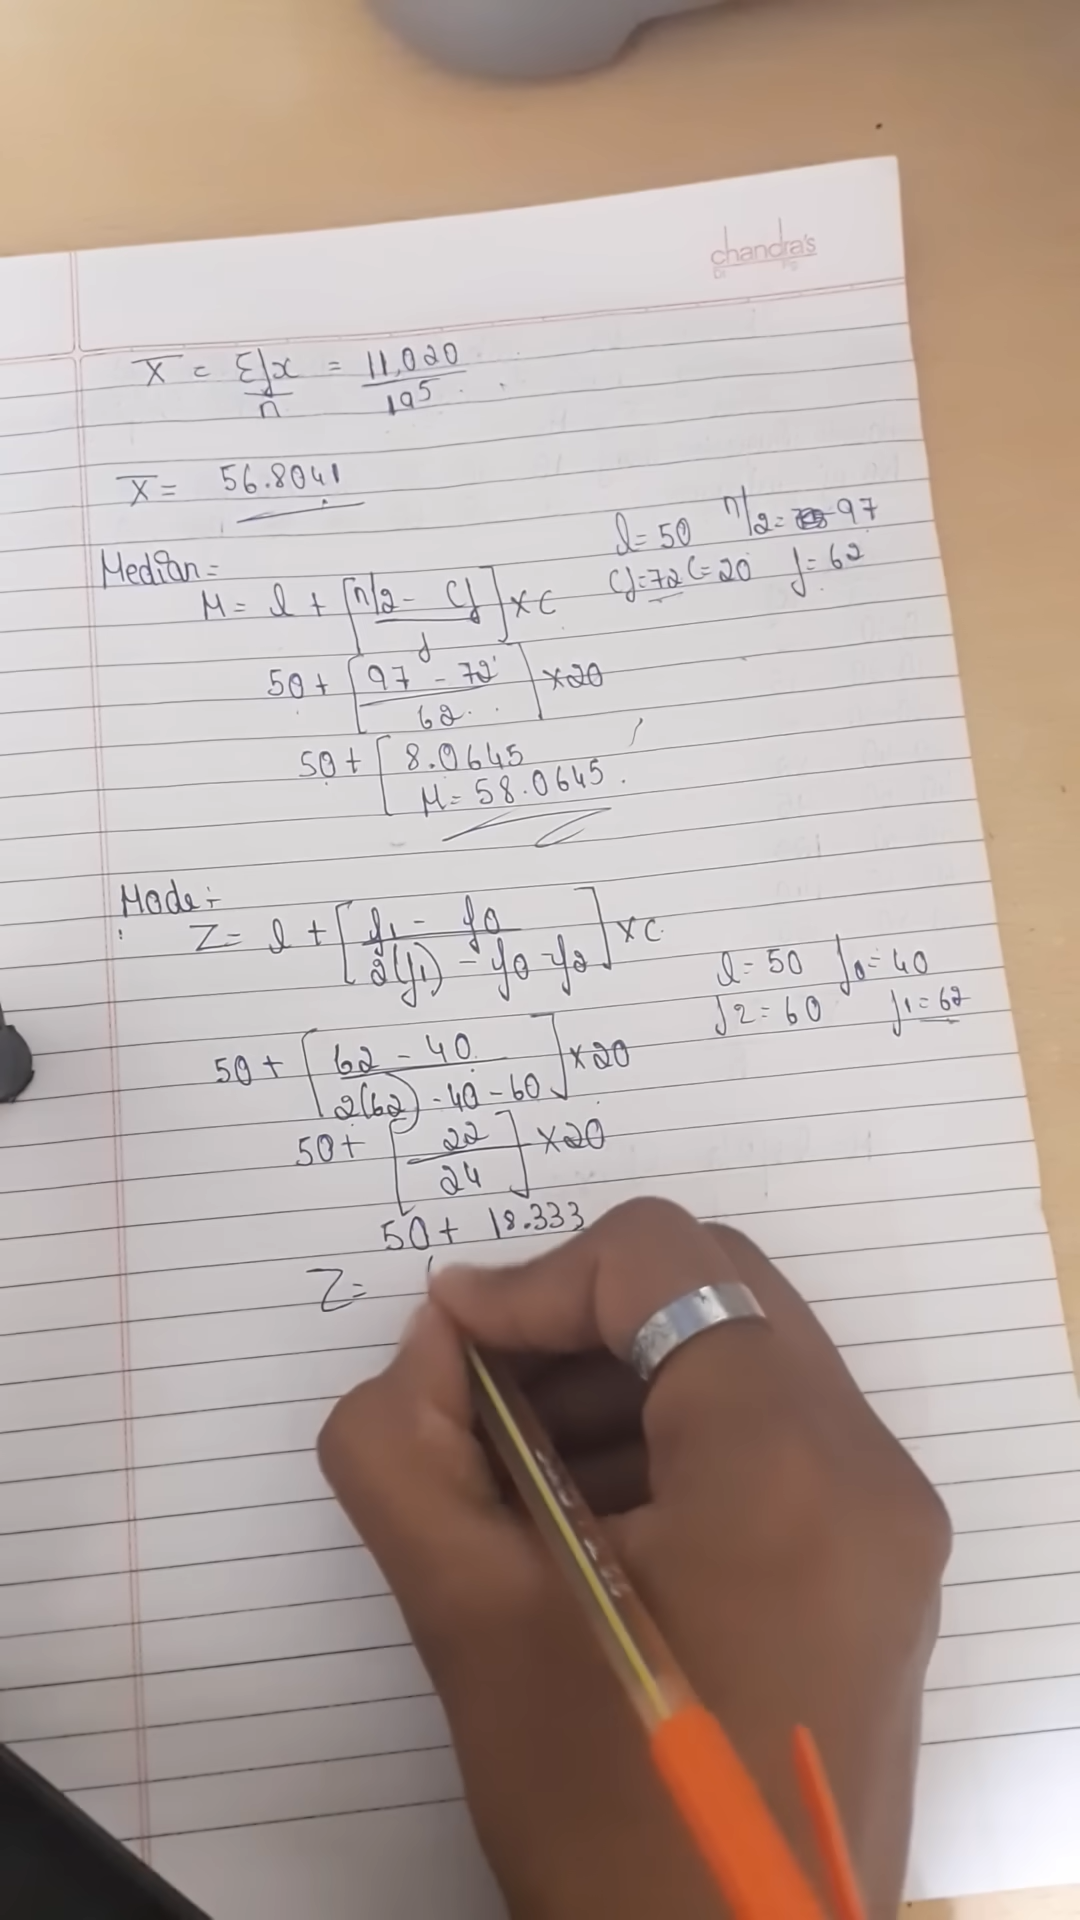 chandra's
X̄ = Σfx/n = 11,020/195
X̄ = 56.8041
Median =
l = 50 n/2 = 97
cf = 72 C = 20 f = 62
M = l + [n/2 - cf / f] × C
50 + [97 - 72 / 62] × 20
50 + [8.0645
M = 58.0645.
Mode :-
Z = l + [f1 - f0 / 2(f1) - f0 - f2] × C
l = 50 f0 = 40
f2 = 60 f1 = 62
50 + [62 - 40 / 2(62) - 40 - 60] × 20
50 + [22 / 24] × 20
50 + 18.333
Z =